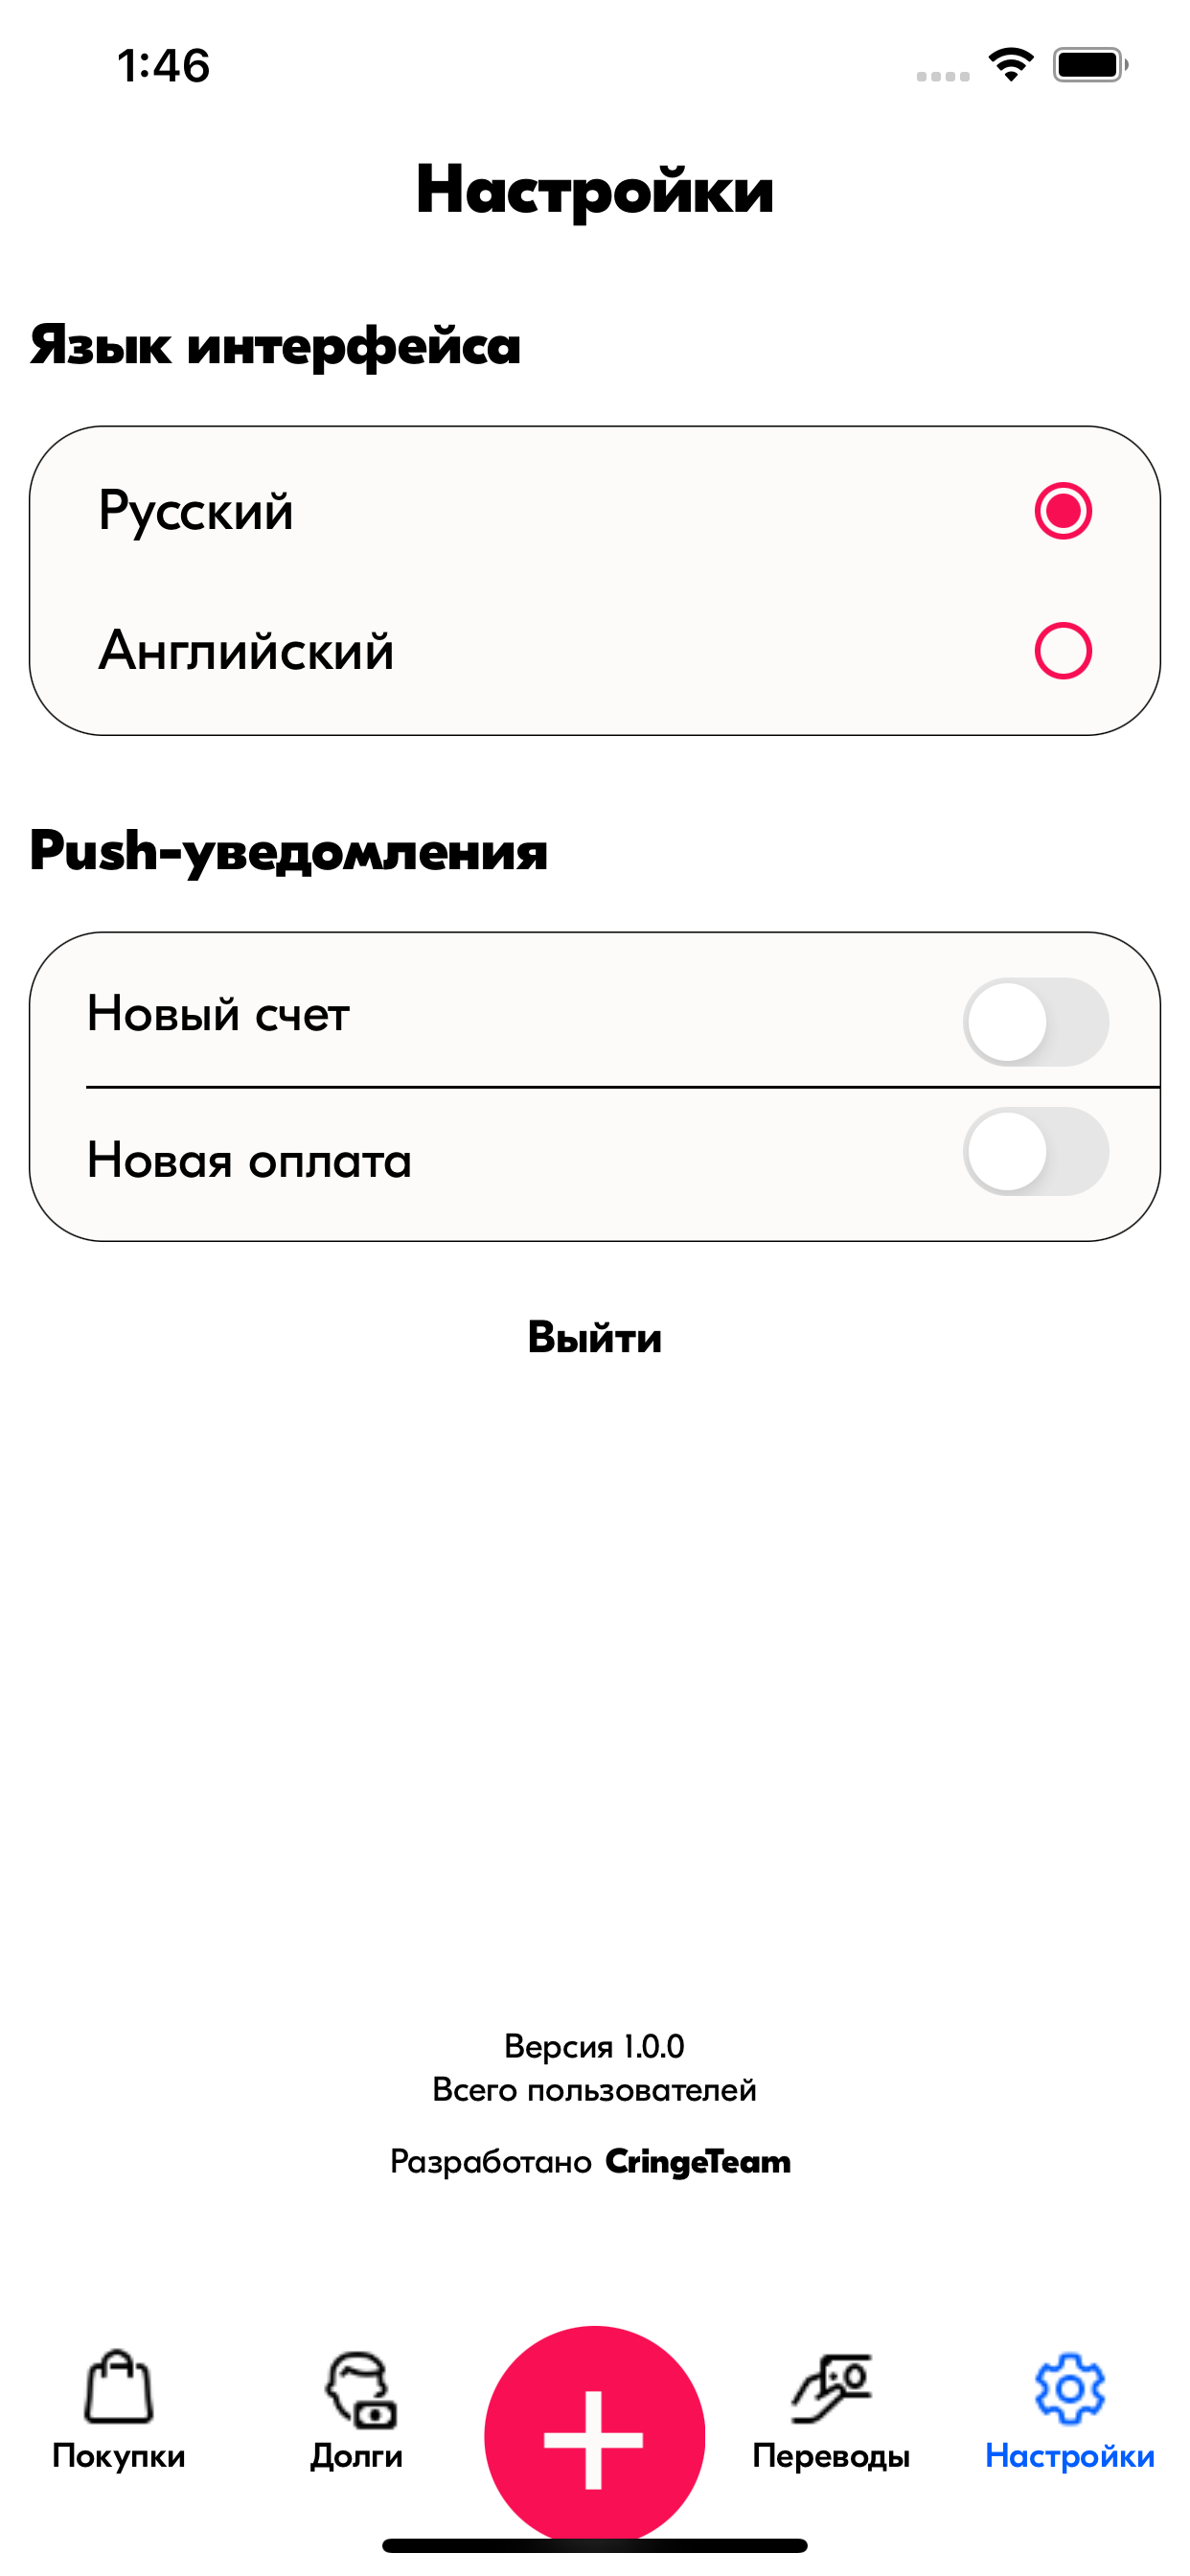 1:46
Настройки
Язык интерфейса
Русский
Английский
Push-уведомления
Новый счет
Новая оплата
Выйти
Версия 1.0.0
Всего пользователей
Разработано CringeTeam
Покупки
Долги
Переводы
Настройки